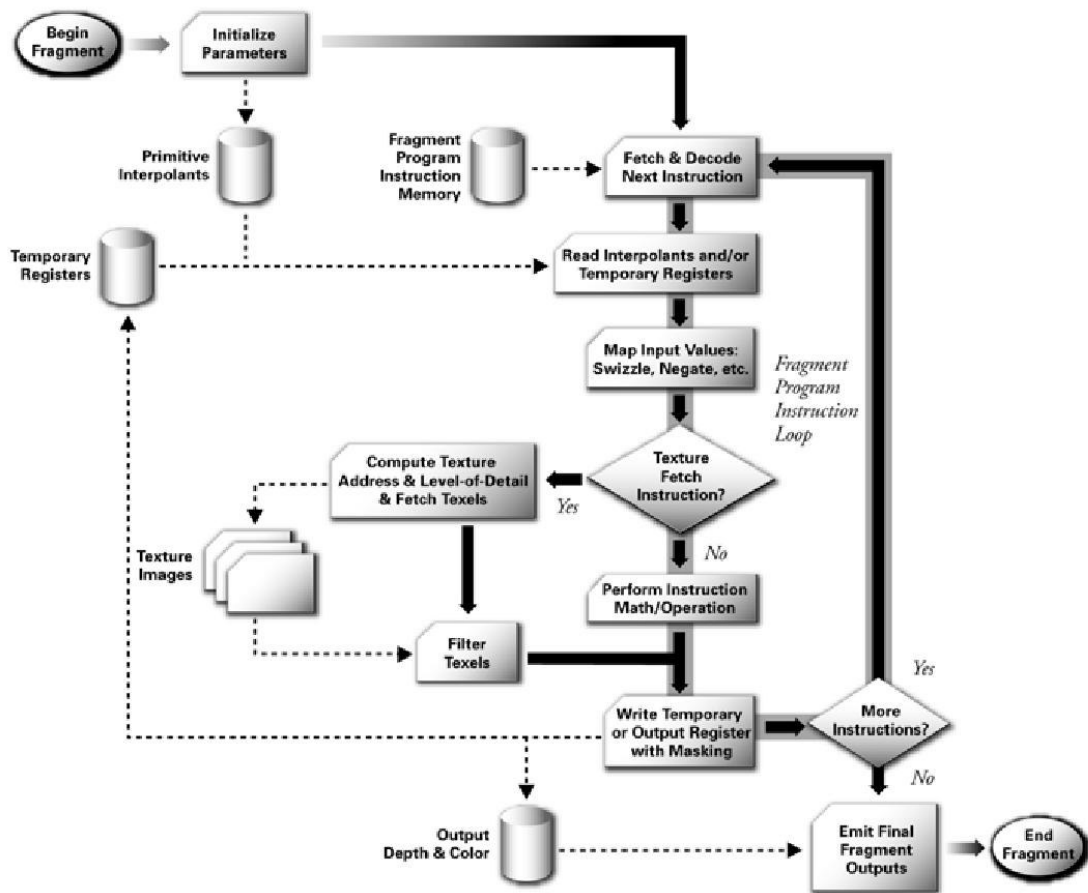 Begin
Fragment
Initialize
Parameters
Primitive
Interpolants
Fragment
Program
Instruction
Memory
Fetch & Decode
Next Instruction
Temporary
Registers
Read Interpolants and/or
Temporary Registers
Map Input Values:
Swizzle, Negate, etc.
Fragment
Program
Instruction
Loop
Compute Texture
Address & Level-of-Detail
& Fetch Texels
Texture
Fetch
Instruction?
Yes
No
Texture
Images
Perform Instruction
Math/Operation
Filter
Texels
Yes
Write Temporary
or Output Register
with Masking
More
Instructions?
No
Output
Depth & Color
Emit Final
Fragment
Outputs
End
Fragment